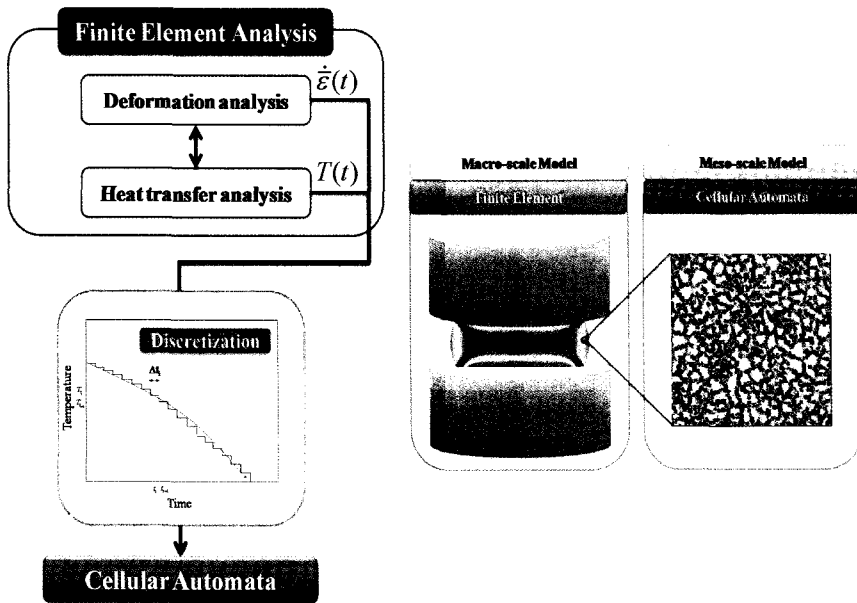 Finite Element Analysis
Deformation analysis
ε̄̇(t)
Heat transfer analysis
T(t)
Discretization
Δt
Temperature
Time
Cellular Automata
Macro-scale Model
Finite Element
Meso-scale Model
Cellular Automata